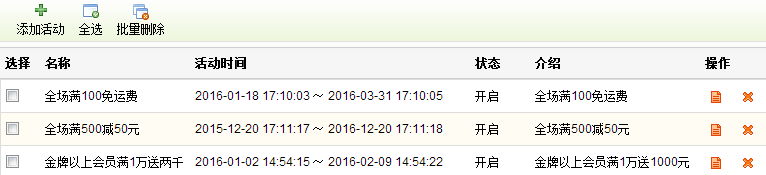 添加活动 全选 批量删除
选择 名称 活动时间 状态 介绍 操作
全场满100免运费 2016-01-18 17:10:03 ~ 2016-03-31 17:10:05 开启 全场满100免运费
全场满500减50元 2015-12-20 17:11:17 ~ 2016-12-20 17:11:18 开启 全场满500减50元
金牌以上会员满1万送两千 2016-01-02 14:54:15 ~ 2016-02-09 14:54:22 开启 金牌以上会员满1万送1000元